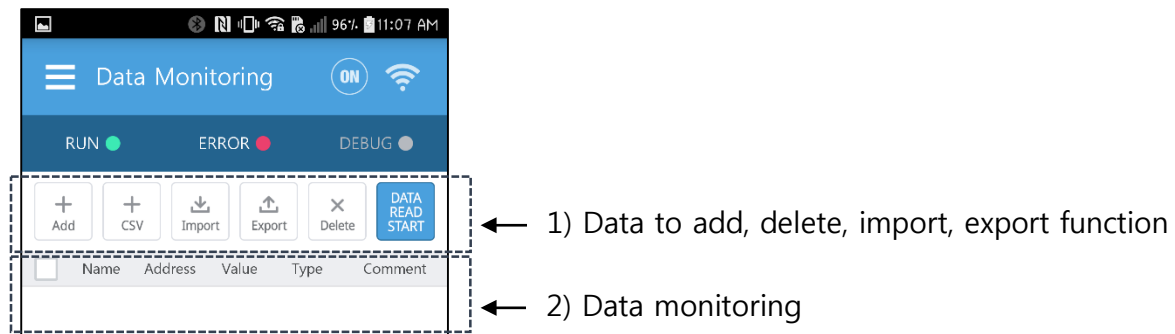 96% 11:07 AM
Data Monitoring ON
RUN ERROR DEBUG
Add CSV Import Export Delete DATA READ START
1) Data to add, delete, import, export function
Name Address Value Type Comment
2) Data monitoring